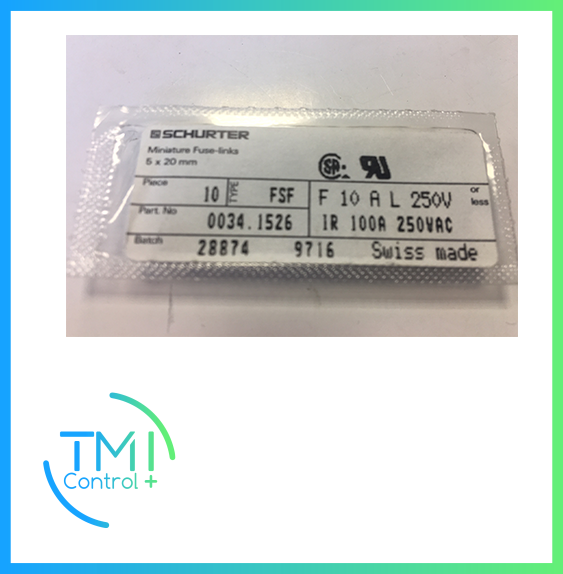 SCHURTER
Miniature Fuse-links
5 x 20 mm
Piece 10 TYPE FSF F 10 A L 250V or less
Part. No 0034.1526 IR 100A 250VAC
Batch 28874 9716 Swiss made
TMI
Control +